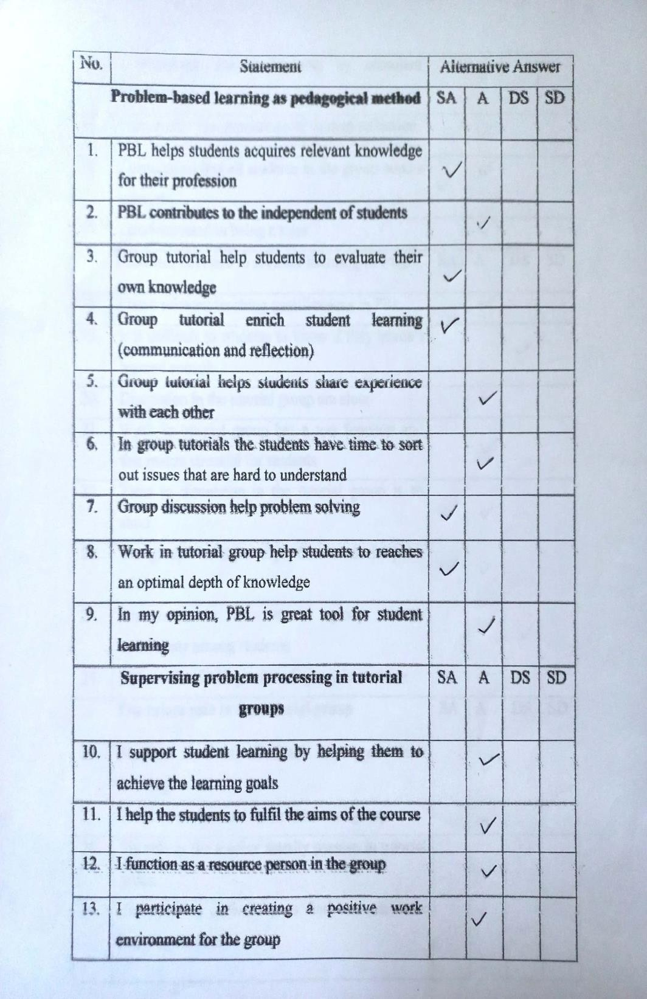 No. Statement Alternative Answer
Problem-based learning as pedagogical method SA A DS SD
1. PBL helps students acquires relevant knowledge
for their profession ✓
2. PBL contributes to the independent of students ✓
3. Group tutorial help students to evaluate their
own knowledge ✓
4. Group tutorial enrich student learning ✓
(communication and reflection)
5. Group tutorial helps students share experience
with each other ✓
6. In group tutorials the students have time to sort
out issues that are hard to understand ✓
7. Group discussion help problem solving ✓
8. Work in tutorial group help students to reaches
an optimal depth of knowledge ✓
9. In my opinion, PBL is great tool for student
learning ✓
Supervising problem processing in tutorial SA A DS SD
groups
10. I support student learning by helping them to ✓
achieve the learning goals
11. I help the students to fulfil the aims of the course ✓
12. I function as a resource person in the group ✓
13. I participate in creating a positive work
environment for the group ✓